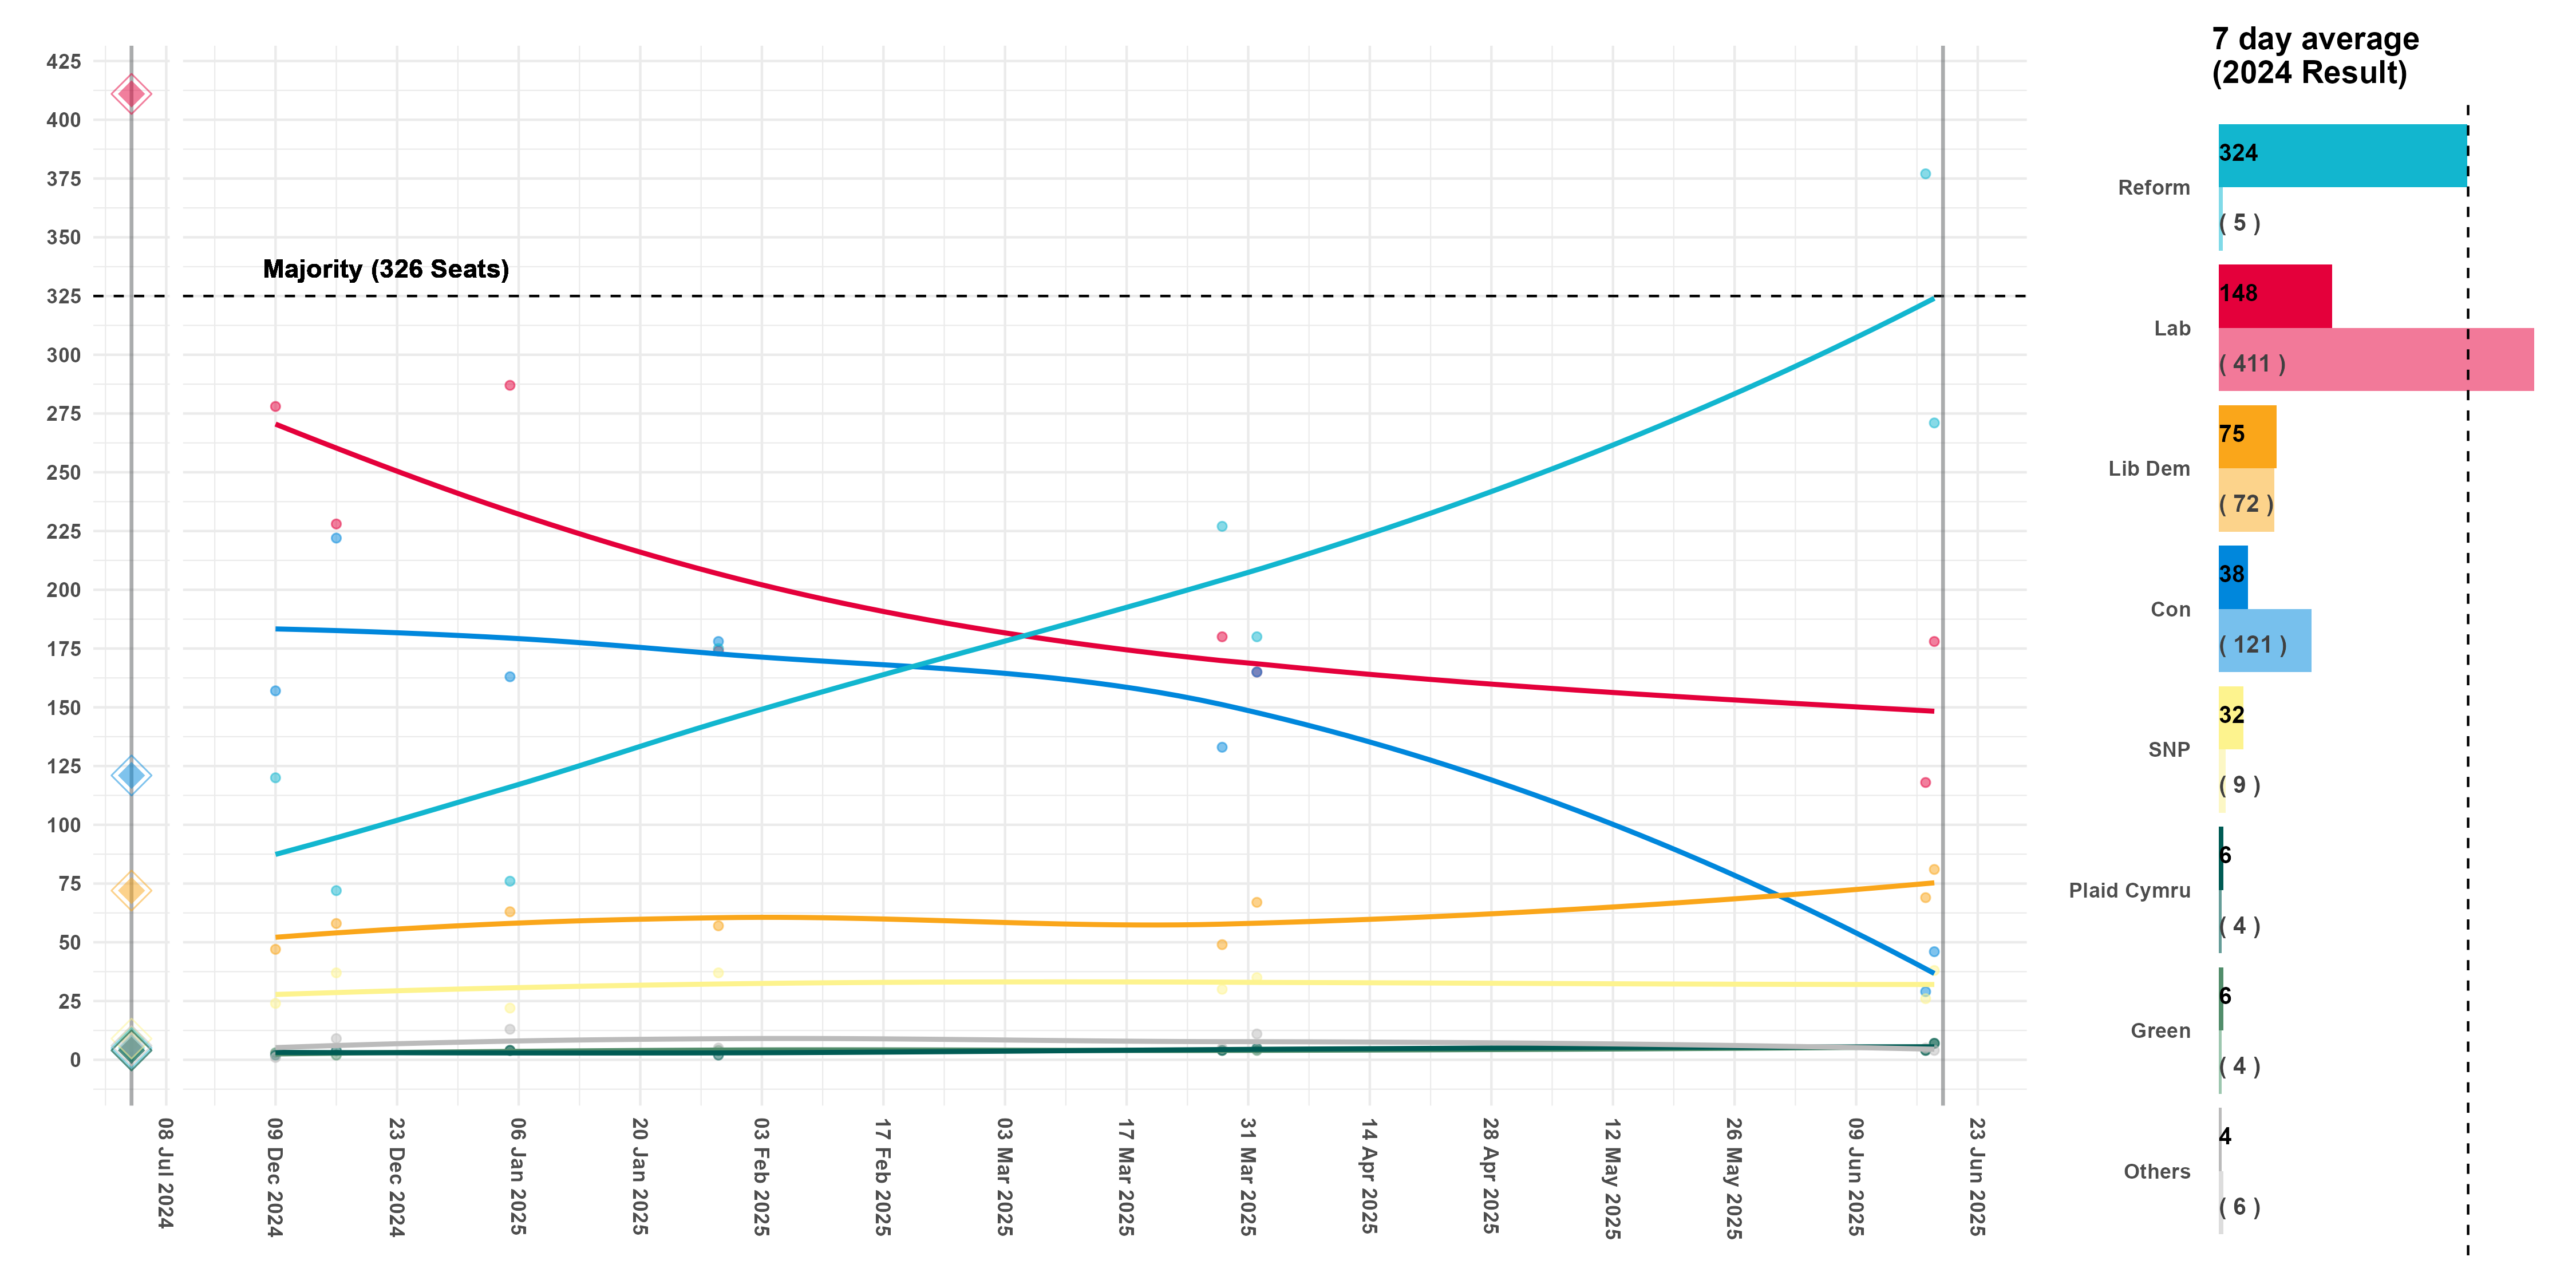 7 day average
(2024 Result)
425
400
375
350
325
300
275
250
225
200
175
150
125
100
75
50
25
0
Majority (326 Seats)
08 Jul 2024
09 Dec 2024
23 Dec 2024
06 Jan 2025
20 Jan 2025
03 Feb 2025
17 Feb 2025
03 Mar 2025
17 Mar 2025
31 Mar 2025
14 Apr 2025
28 Apr 2025
12 May 2025
26 May 2025
09 Jun 2025
23 Jun 2025
Reform
324
( 5 )
Lab
148
( 411 )
Lib Dem
75
( 72 )
Con
38
( 121 )
SNP
32
( 9 )
Plaid Cymru
6
( 4 )
Green
6
( 4 )
Others
4
( 6 )